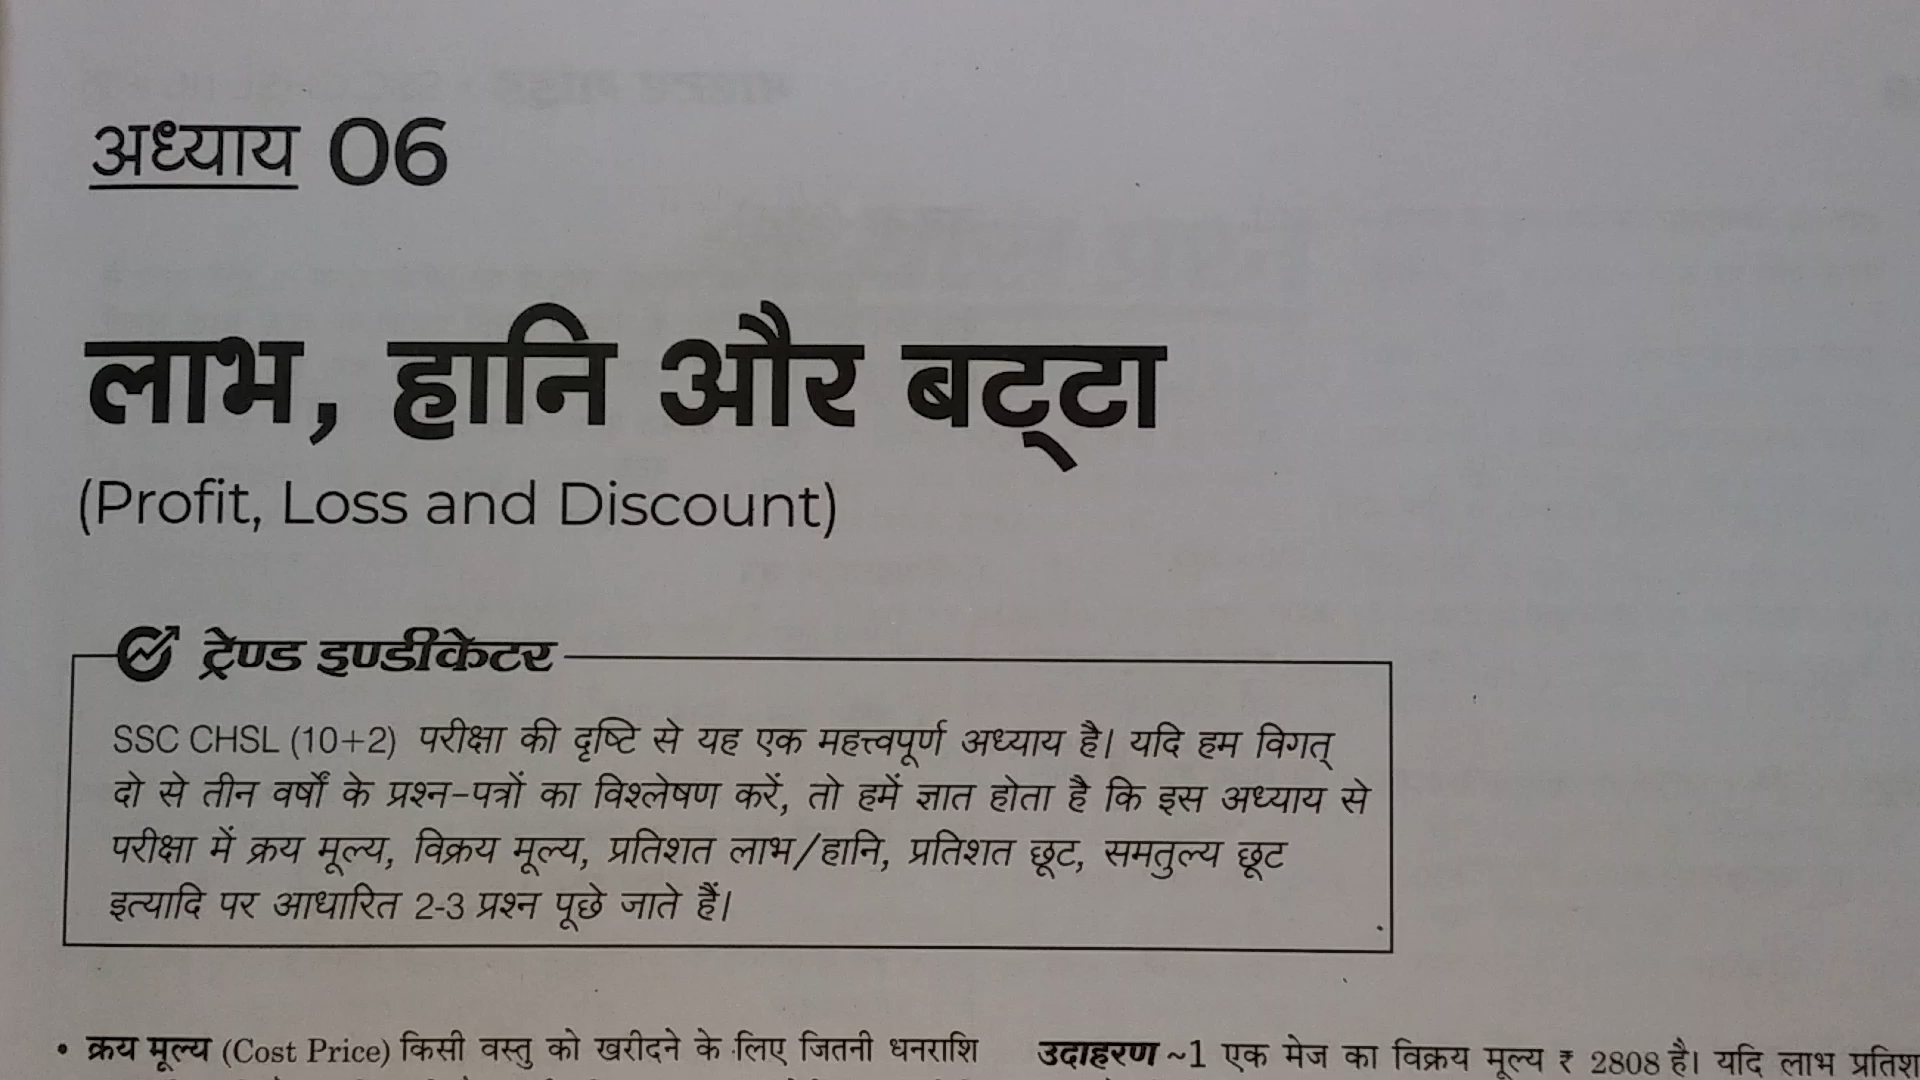 अध्याय 06
लाभ, हानि और बट्टा
(Profit, Loss and Discount)
ट्रेण्ड इण्डीकेटर
SSC CHSL (10+2) परीक्षा की दृष्टि से यह एक महत्त्वपूर्ण अध्याय है। यदि हम विगत्
दो से तीन वर्षों के प्रश्न-पत्रों का विश्लेषण करें, तो हमें ज्ञात होता है कि इस अध्याय से
परीक्षा में क्रय मूल्य, विक्रय मूल्य, प्रतिशत लाभ/हानि, प्रतिशत छूट, समतुल्य छूट
इत्यादि पर आधारित 2-3 प्रश्न पूछे जाते हैं।
• क्रय मूल्य (Cost Price) किसी वस्तु को खरीदने के लिए जितनी धनराशि
उदाहरण ~1 एक मेज का विक्रय मूल्य ₹ 2808 है। यदि लाभ